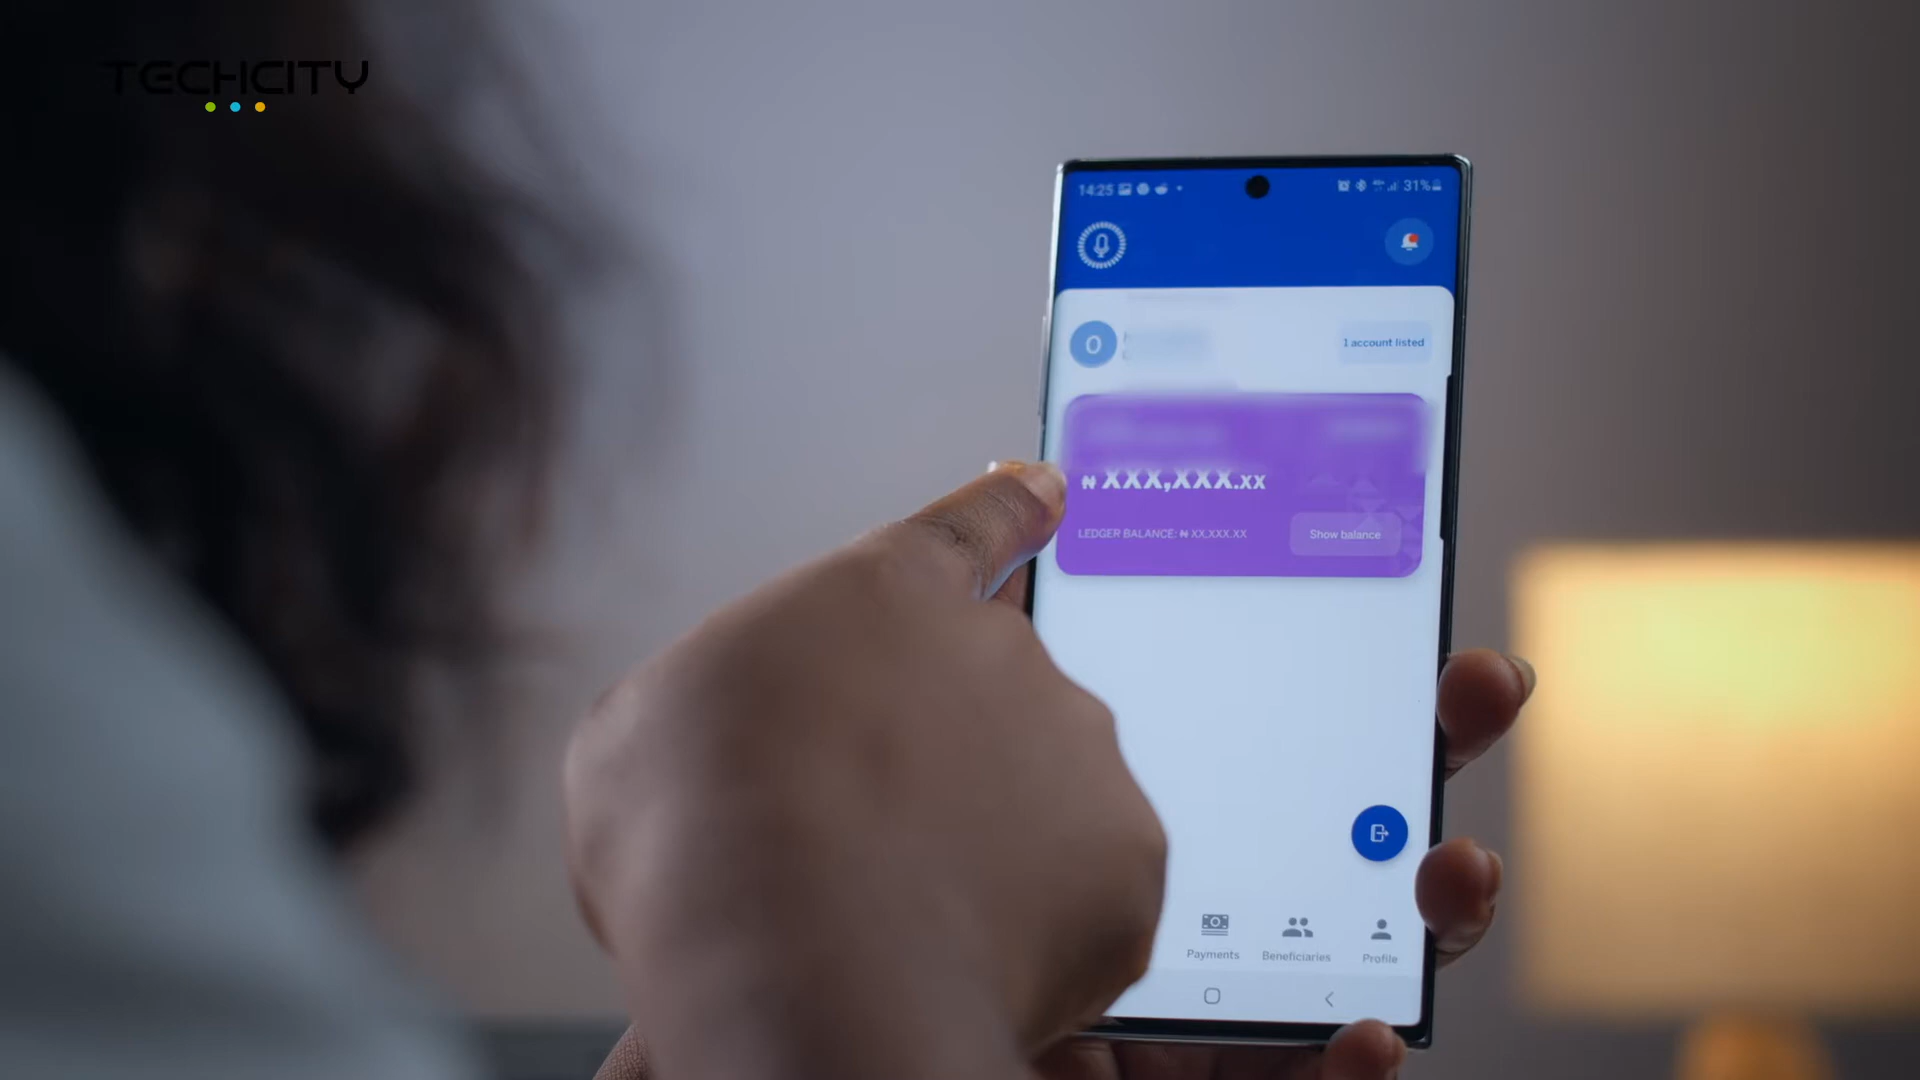 TECHCITY
14:25
31%
O
1 account listed
₦ XXX,XXX.xx
LEDGER BALANCE: ₦ XX,XXX.XX
Show balance
Payments
Beneficiaries
Profile